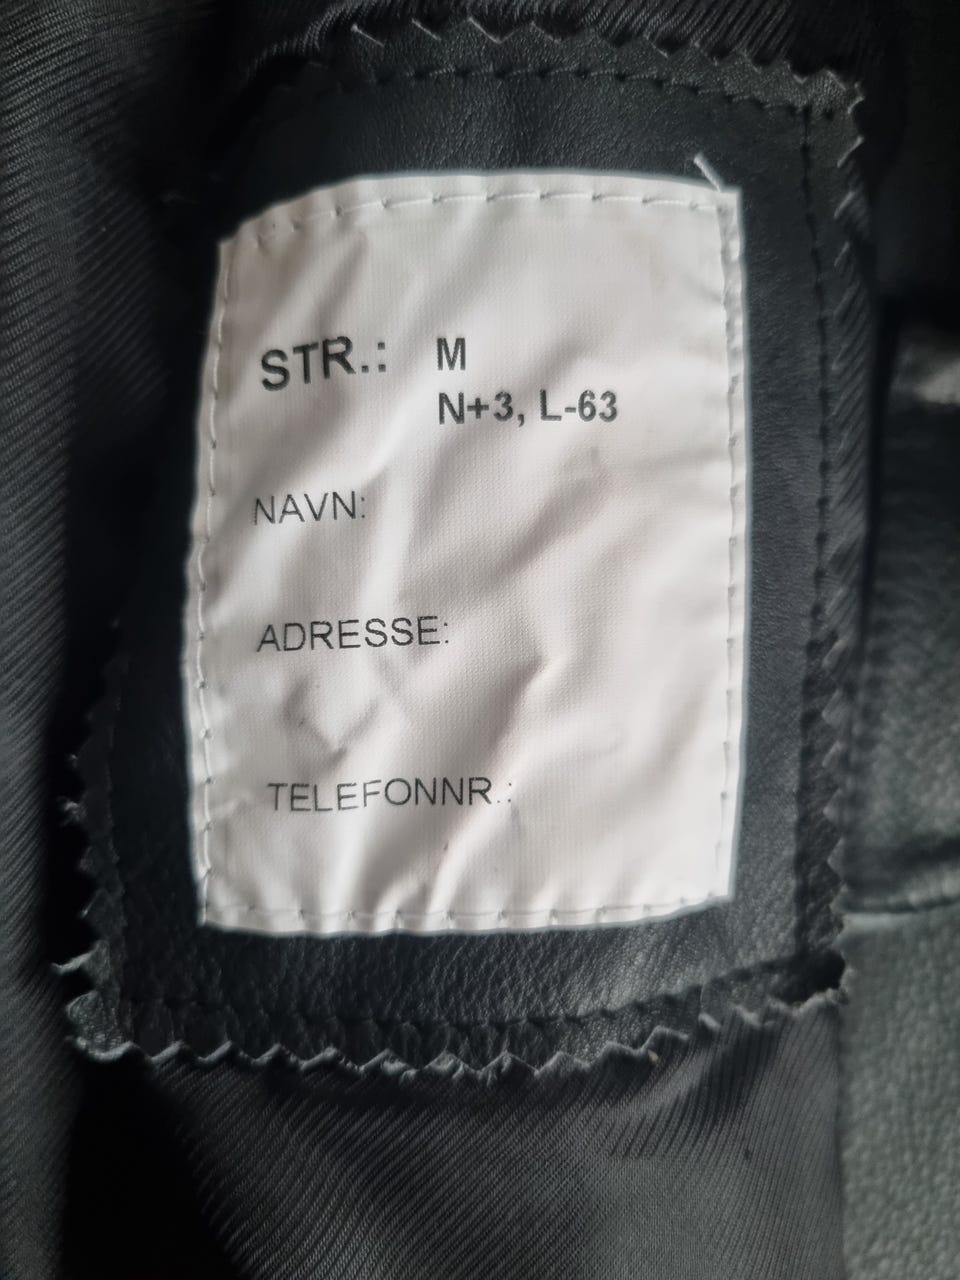 STR.: M
N+3, L-63
NAVN:
ADRESSE:
TELEFONNR.: